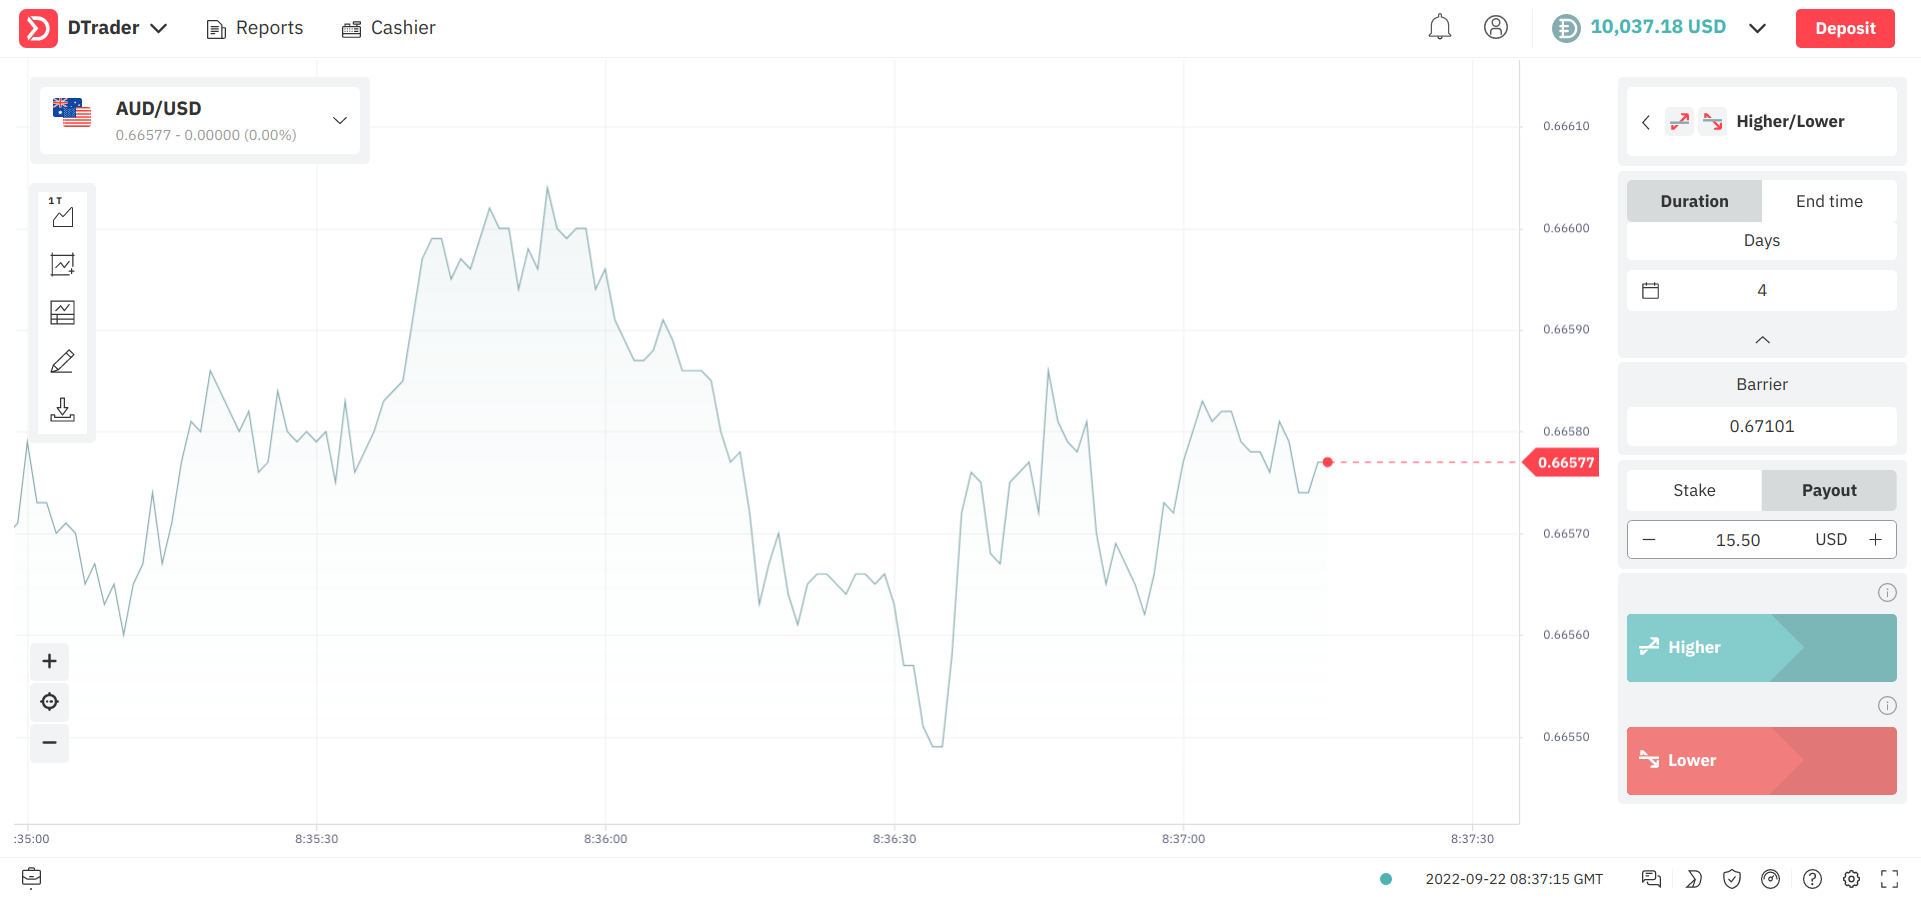 DTrader
Reports
Cashier
10,037.18 USD
Deposit
AUD/USD
0.66577 - 0.00000 (0.00%)
1 T
0.66610
0.66600
0.66590
0.66580
0.66577
0.66570
0.66560
0.66550
:35:00
8:35:30
8:36:00
8:36:30
8:37:00
8:37:30
Higher/Lower
Duration
End time
Days
4
Barrier
0.67101
Stake
Payout
15.50
USD
Higher
Lower
2022-09-22 08:37:15 GMT